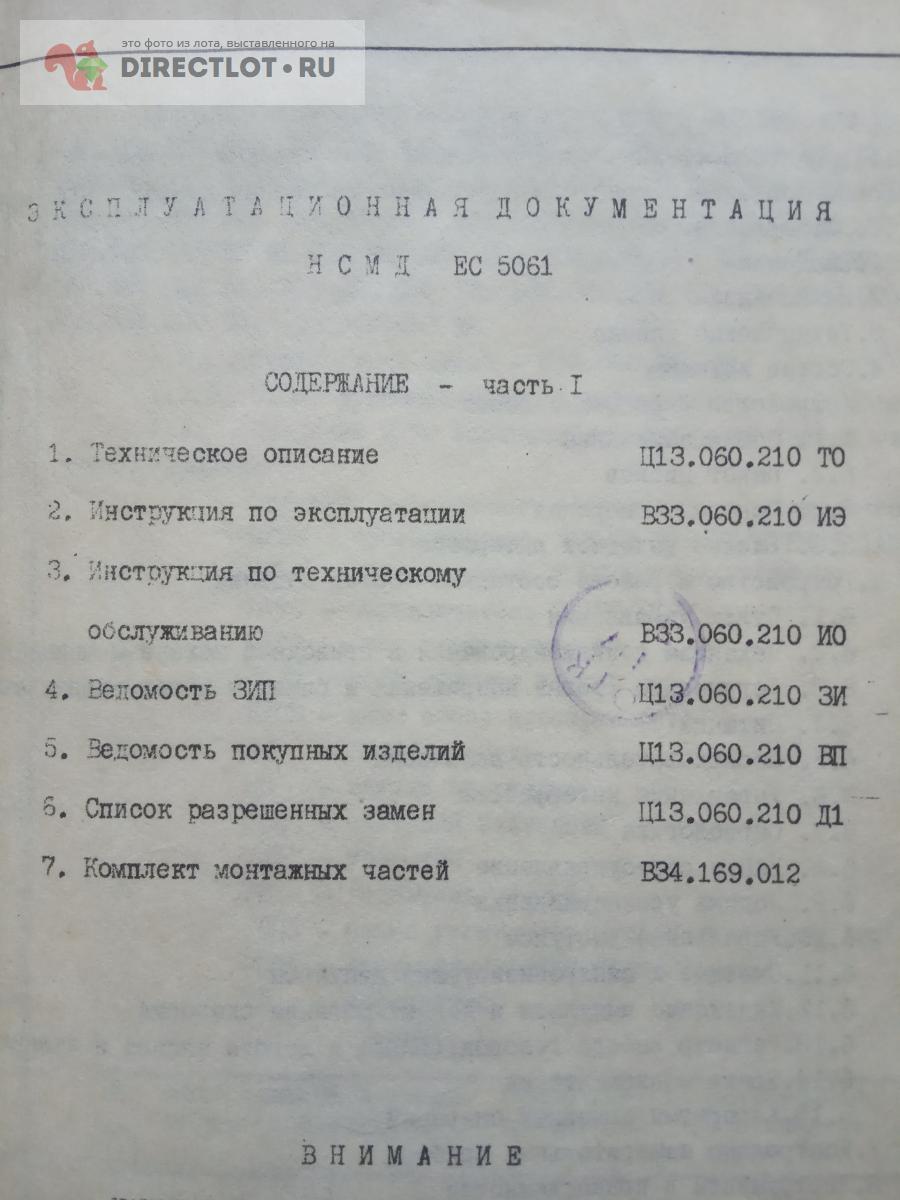 это фото из лота, выставленного на
DIRECTLOT.RU
ЭКСПЛУАТАЦИОННАЯ ДОКУМЕНТАЦИЯ
НСМД ЕС 5061
СОДЕРЖАНИЕ - часть I
1. Техническое описание Ц13.060.210 ТО
2. Инструкция по эксплуатации ВЗ3.060.210 ИЭ
3. Инструкция по техническому
обслуживанию ВЗ3.060.210 ИО
4. Ведомость ЗИП Ц13.060.210 ЗИ
5. Ведомость покупных изделий Ц13.060.210 ВП
6. Список разрешенных замен Ц13.060.210 Д1
7. Комплект монтажных частей ВЗ4.169.012
ВНИМАНИЕ